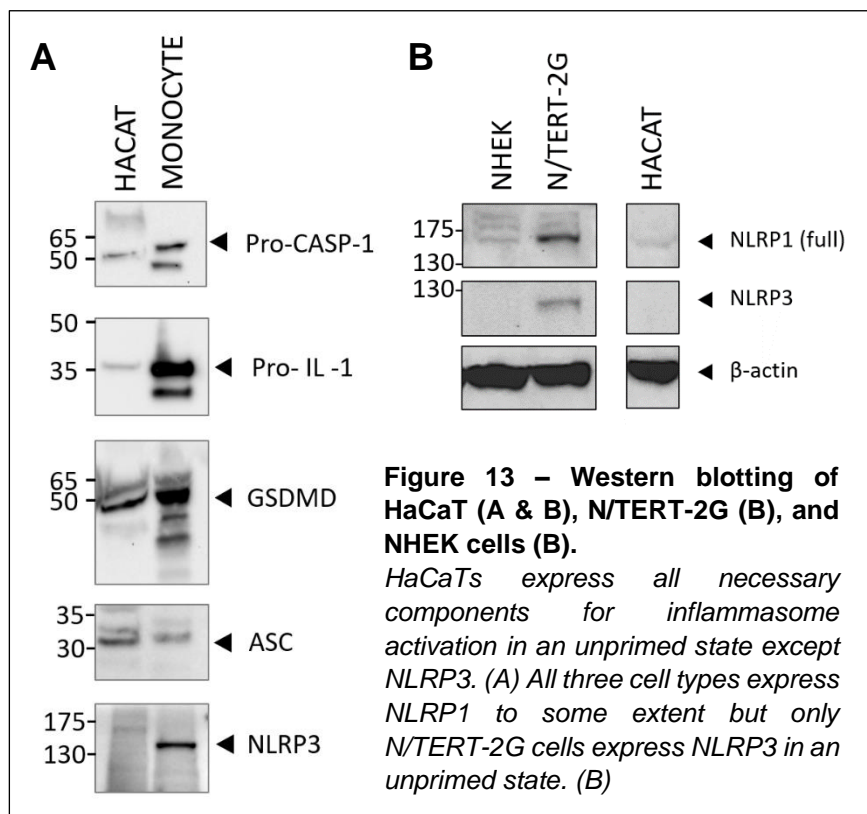 A
HACAT
MONOCYTE
65
50
Pro-CASP-1
50
35
Pro- IL -1
65
50
GSDMD
35
30
ASC
175
130
NLRP3
B
NHEK
N/TERT-2G
HACAT
175
130
NLRP1 (full)
130
NLRP3
β-actin
Figure 13 – Western blotting of
HaCaT (A & B), N/TERT-2G (B), and
NHEK cells (B).
HaCaTs express all necessary
components for inflammasome
activation in an unprimed state except
NLRP3. (A) All three cell types express
NLRP1 to some extent but only
N/TERT-2G cells express NLRP3 in an
unprimed state. (B)